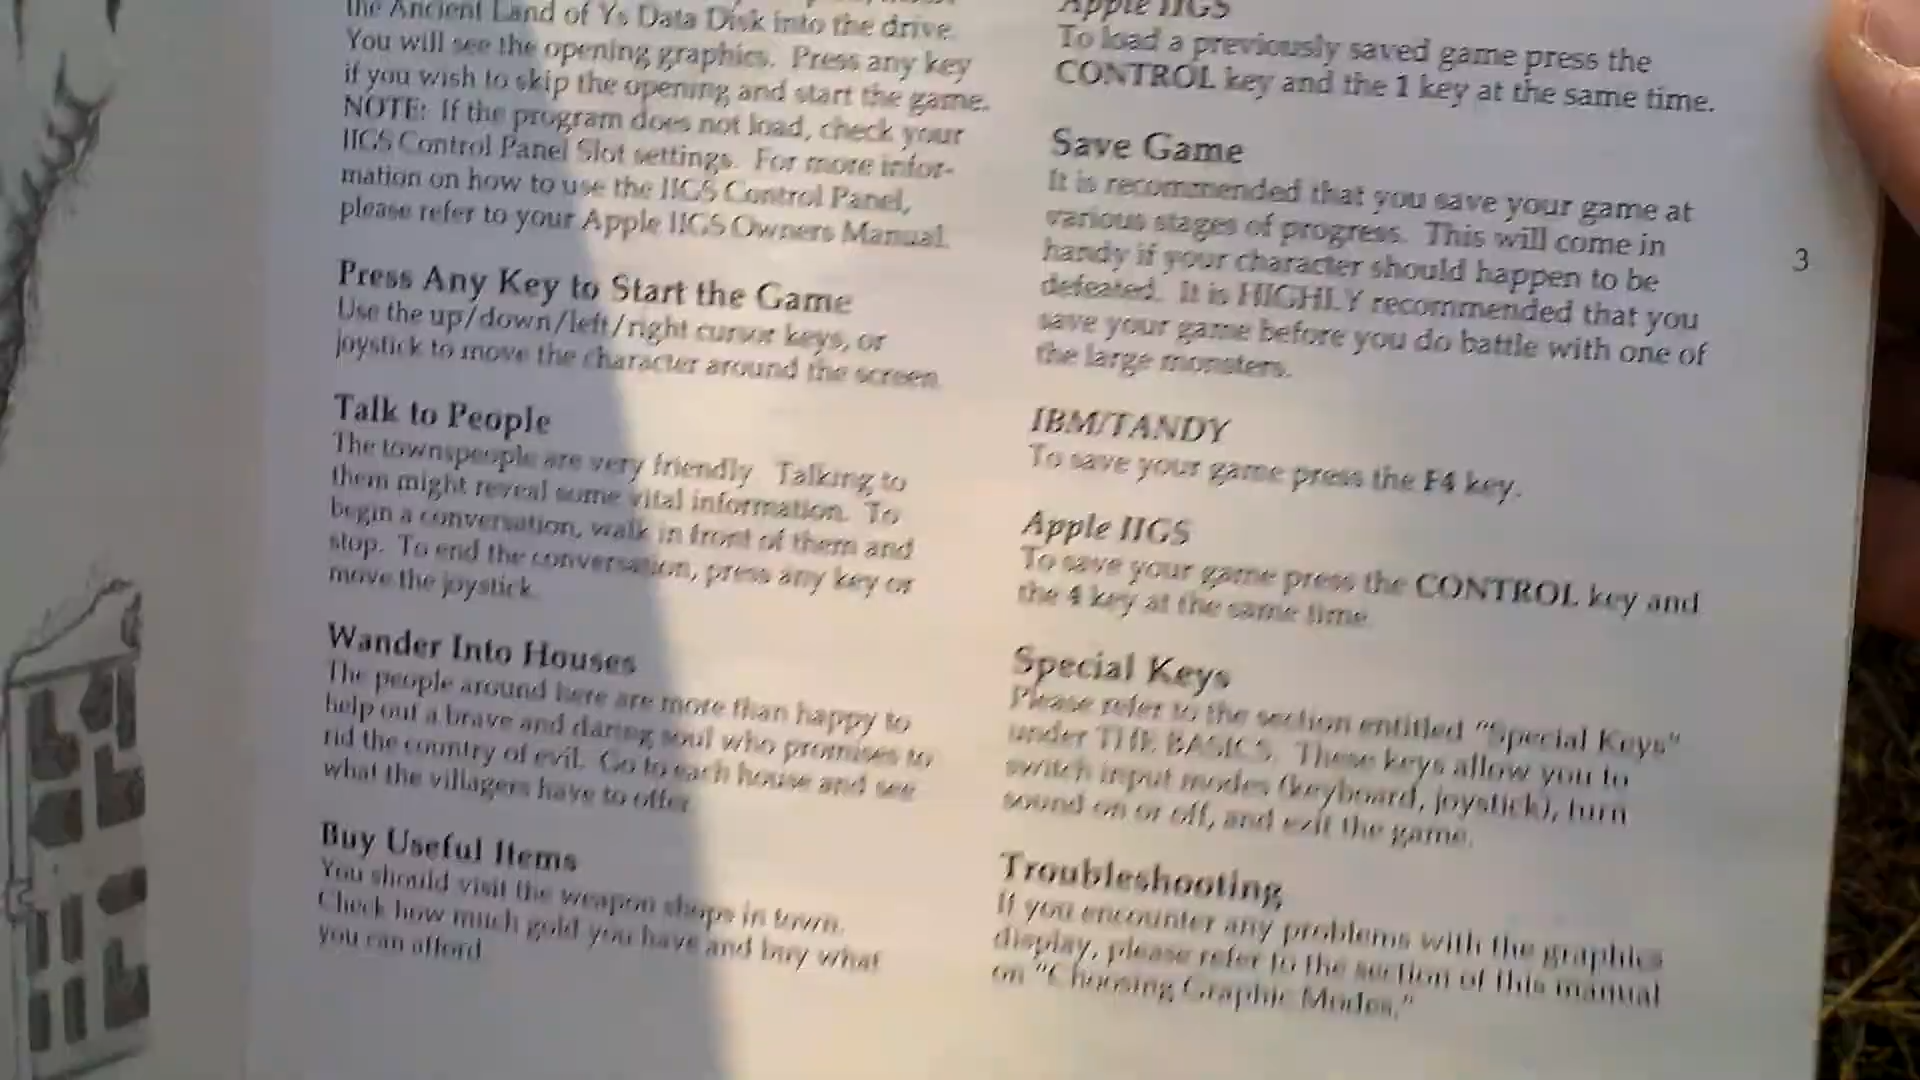 the Ancient Land of Ys Data Disk into the drive.
You will see the opening graphics. Press any key
if you wish to skip the opening and start the game.
NOTE: If the program does not load, check your
IIGS Control Panel Slot settings. For more infor-
mation on how to use the IIGS Control Panel,
please refer to your Apple IIGS Owners Manual.
Press Any Key to Start the Game
Use the up/down/left/right cursor keys, or
joystick to move the character around the screen.
Talk to People
The townspeople are very friendly. Talking to
them might reveal some vital information. To
begin a conversation, walk in front of them and
stop. To end the conversation, press any key or
move the joystick.
Wander Into Houses
The people around here are more than happy to
help out a brave and daring soul who promises to
rid the country of evil. Go to each house and see
what the villagers have to offer.
Buy Useful Items
You should visit the weapon shops in town.
Check how much gold you have and buy what
you can afford.
Apple IIGS
To load a previously saved game press the
CONTROL key and the 1 key at the same time.
Save Game
It is recommended that you save your game at
various stages of progress. This will come in
handy if your character should happen to be
defeated. It is HIGHLY recommended that you
save your game before you do battle with one of
the large monsters.
IBM/TANDY
To save your game press the F4 key.
Apple IIGS
To save your game press the CONTROL key and
the 4 key at the same time.
Special Keys
Please refer to the section entitled "Special Keys"
under THE BASICS. These keys allow you to
switch input modes (keyboard, joystick), turn
sound on or off, and exit the game.
Troubleshooting
If you encounter any problems with the graphics
display, please refer to the section of this manual
on "Choosing Graphic Modes."
3